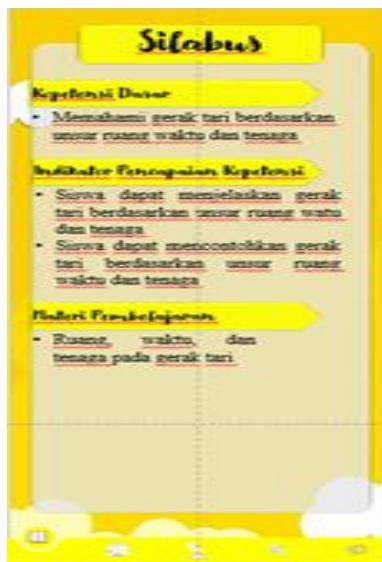 Silabus
Kopetensi Dasar
• Memahami gerak tari berdasarkan
unsur ruang waktu dan tenaga
Indikator Pencapaian Kopetensi
• Siswa dapat menjelaskan gerak
tari berdasarkan unsur ruang watu
dan tenaga
• Siswa dapat mencontohkan gerak
tari berdasarkan unsur ruang
waktu dan tenaga
Materi Pembelajaran
• Ruang, waktu, dan
tenaga pada gerak tari